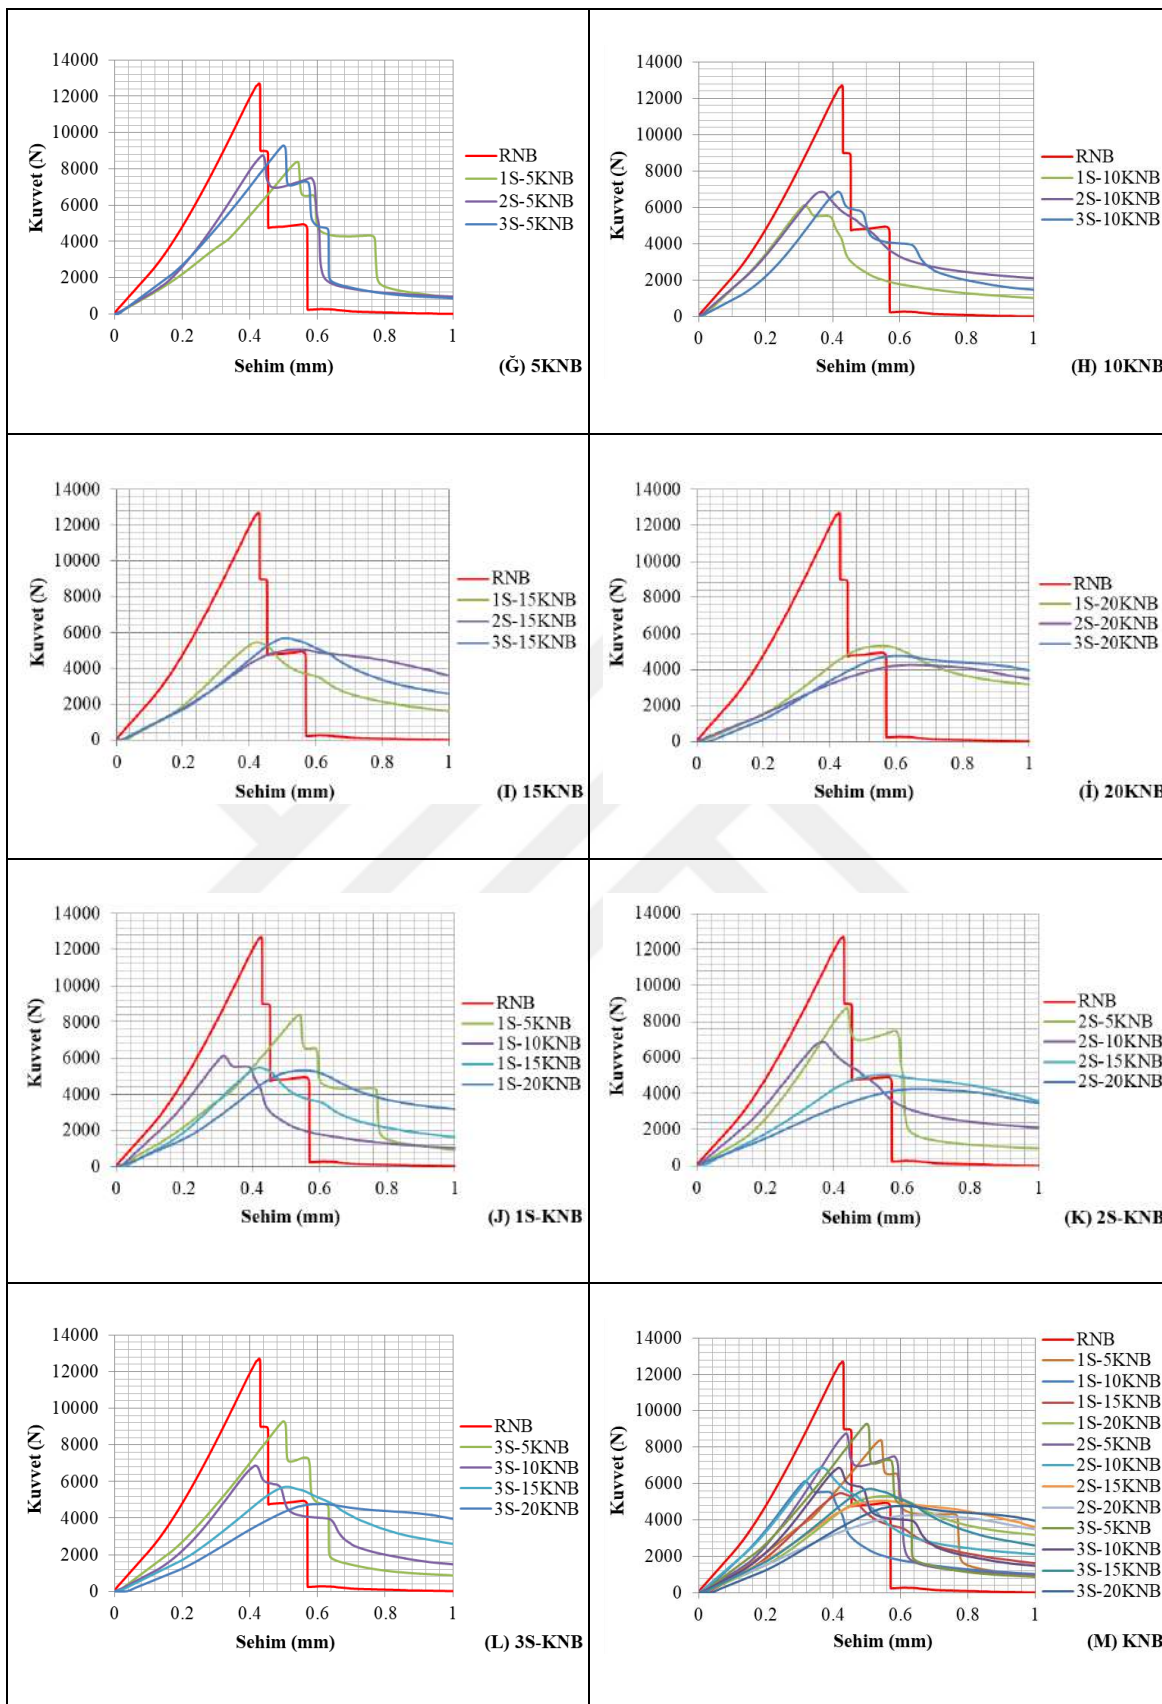 14000
12000
10000
8000
6000
4000
2000
0
0 0.2 0.4 0.6 0.8 1
Kuvvet (N)
Sehim (mm)
RNB
1S-5KNB
2S-5KNB
3S-5KNB
(Ğ) 5KNB
14000
12000
10000
8000
6000
4000
2000
0
0 0.2 0.4 0.6 0.8 1
Kuvvet (N)
Sehim (mm)
RNB
1S-10KNB
2S-10KNB
3S-10KNB
(H) 10KNB
14000
12000
10000
8000
6000
4000
2000
0
0 0.2 0.4 0.6 0.8 1
Kuvvet (N)
Sehim (mm)
RNB
1S-15KNB
2S-15KNB
3S-15KNB
(I) 15KNB
14000
12000
10000
8000
6000
4000
2000
0
0 0.2 0.4 0.6 0.8 1
Kuvvet (N)
Sehim (mm)
RNB
1S-20KNB
2S-20KNB
3S-20KNB
(İ) 20KNB
14000
12000
10000
8000
6000
4000
2000
0
0 0.2 0.4 0.6 0.8 1
Kuvvet (N)
Sehim (mm)
RNB
1S-5KNB
1S-10KNB
1S-15KNB
1S-20KNB
(J) 1S-KNB
14000
12000
10000
8000
6000
4000
2000
0
0 0.2 0.4 0.6 0.8 1
Kuvvet (N)
Sehim (mm)
RNB
2S-5KNB
2S-10KNB
2S-15KNB
2S-20KNB
(K) 2S-KNB
14000
12000
10000
8000
6000
4000
2000
0
0 0.2 0.4 0.6 0.8 1
Kuvvet (N)
Sehim (mm)
RNB
3S-5KNB
3S-10KNB
3S-15KNB
3S-20KNB
(L) 3S-KNB
14000
12000
10000
8000
6000
4000
2000
0
0 0.2 0.4 0.6 0.8 1
Kuvvet (N)
Sehim (mm)
RNB
1S-5KNB
1S-10KNB
1S-15KNB
1S-20KNB
2S-5KNB
2S-10KNB
2S-15KNB
2S-20KNB
3S-5KNB
3S-10KNB
3S-15KNB
3S-20KNB
(M) KNB